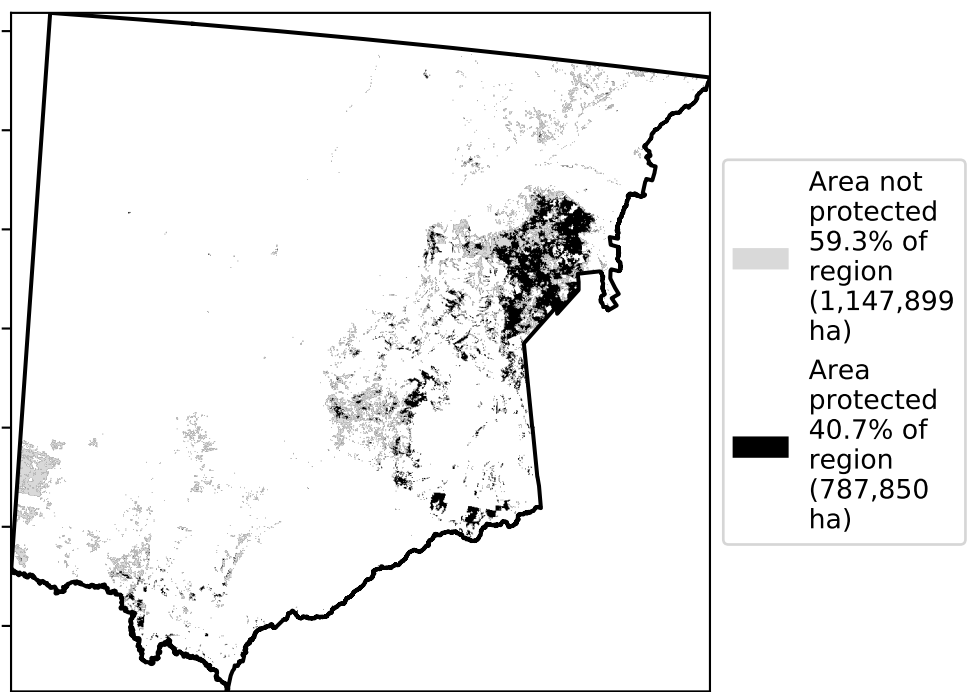 Area not
protected
59.3% of
region
(1,147,899
ha)
Area
protected
40.7% of
region
(787,850
ha)